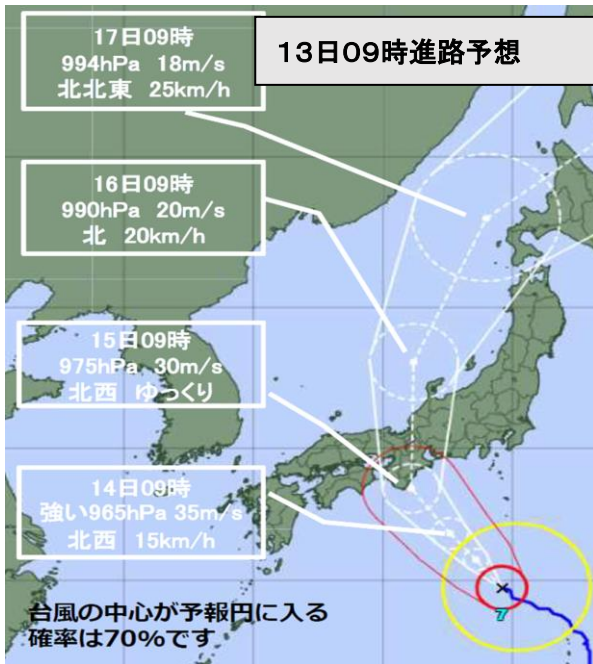 13日09時進路予想
17日09時
994hPa 18m/s
北北東 25km/h
16日09時
990hPa 20m/s
北 20km/h
15日09時
975hPa 30m/s
北西 ゆっくり
14日09時
強い965hPa 35m/s
北西 15km/h
7
台風の中心が予報円に入る
確率は70%です